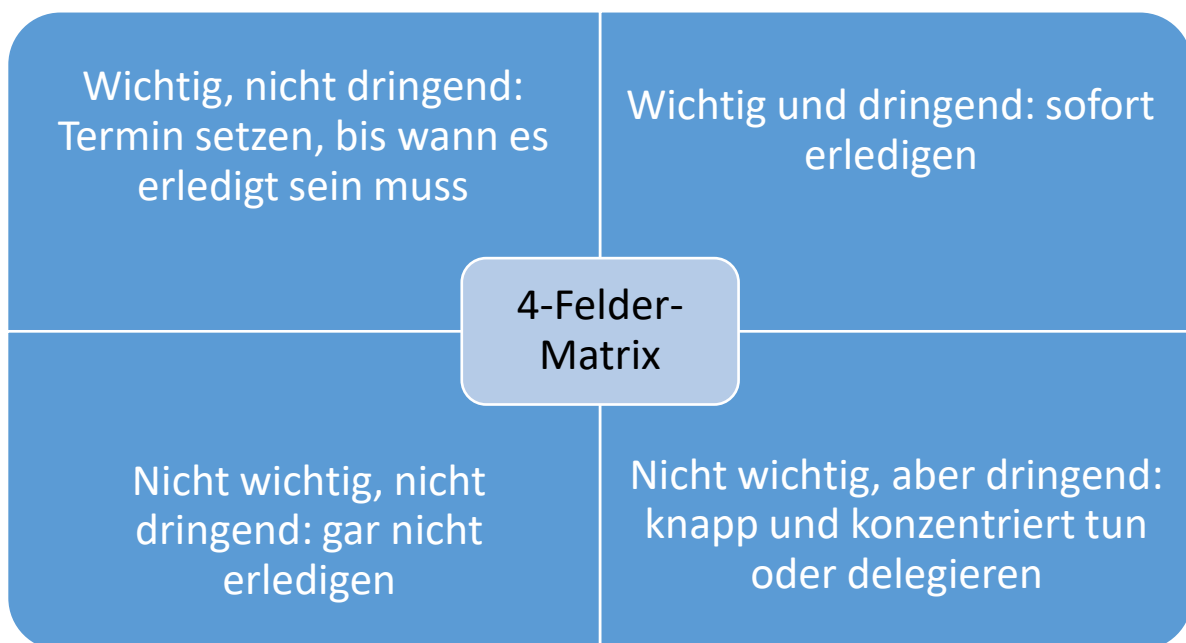 Wichtig, nicht dringend:
Termin setzen, bis wann es
erledigt sein muss
Wichtig und dringend: sofort
erledigen
4-Felder-
Matrix
Nicht wichtig, nicht
dringend: gar nicht
erledigen
Nicht wichtig, aber dringend:
knapp und konzentriert tun
oder delegieren